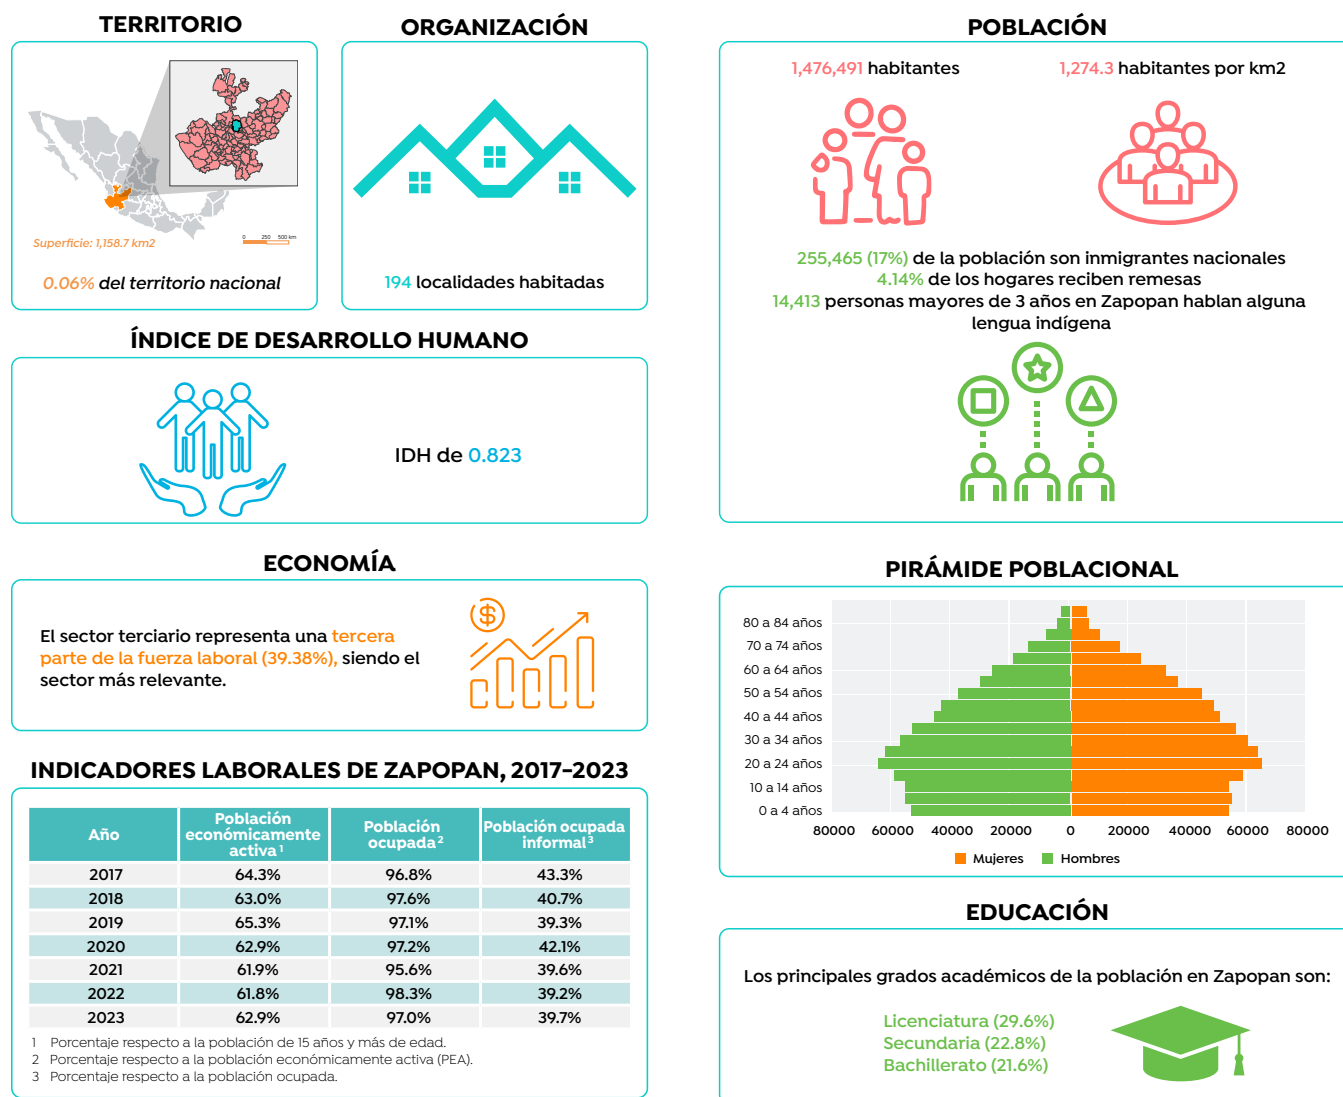 TERRITORIO
Superficie: 1,158.7 km2
0 250 500 km
0.06% del territorio nacional
ORGANIZACIÓN
194 localidades habitadas
ÍNDICE DE DESARROLLO HUMANO
IDH de 0.823
ECONOMÍA
El sector terciario representa una tercera
parte de la fuerza laboral (39.38%), siendo el
sector más relevante.
$
INDICADORES LABORALES DE ZAPOPAN, 2017-2023
Año Población económicamente activa 1 Población ocupada 2 Población ocupada informal 3
2017 64.3% 96.8% 43.3%
2018 63.0% 97.6% 40.7%
2019 65.3% 97.1% 39.3%
2020 62.9% 97.2% 42.1%
2021 61.9% 95.6% 39.6%
2022 61.8% 98.3% 39.2%
2023 62.9% 97.0% 39.7%
1 Porcentaje respecto a la población de 15 años y más de edad.
2 Porcentaje respecto a la población económicamente activa (PEA).
3 Porcentaje respecto a la población ocupada.
POBLACIÓN
1,476,491 habitantes
1,274.3 habitantes por km2
255,465 (17%) de la población son inmigrantes nacionales
4.14% de los hogares reciben remesas
14,413 personas mayores de 3 años en Zapopan hablan alguna
lengua indígena
PIRÁMIDE POBLACIONAL
80 a 84 años
70 a 74 años
60 a 64 años
50 a 54 años
40 a 44 años
30 a 34 años
20 a 24 años
10 a 14 años
0 a 4 años
80000 60000 40000 20000 0 20000 40000 60000 80000
Mujeres Hombres
EDUCACIÓN
Los principales grados académicos de la población en Zapopan son:
Licenciatura (29.6%)
Secundaria (22.8%)
Bachillerato (21.6%)